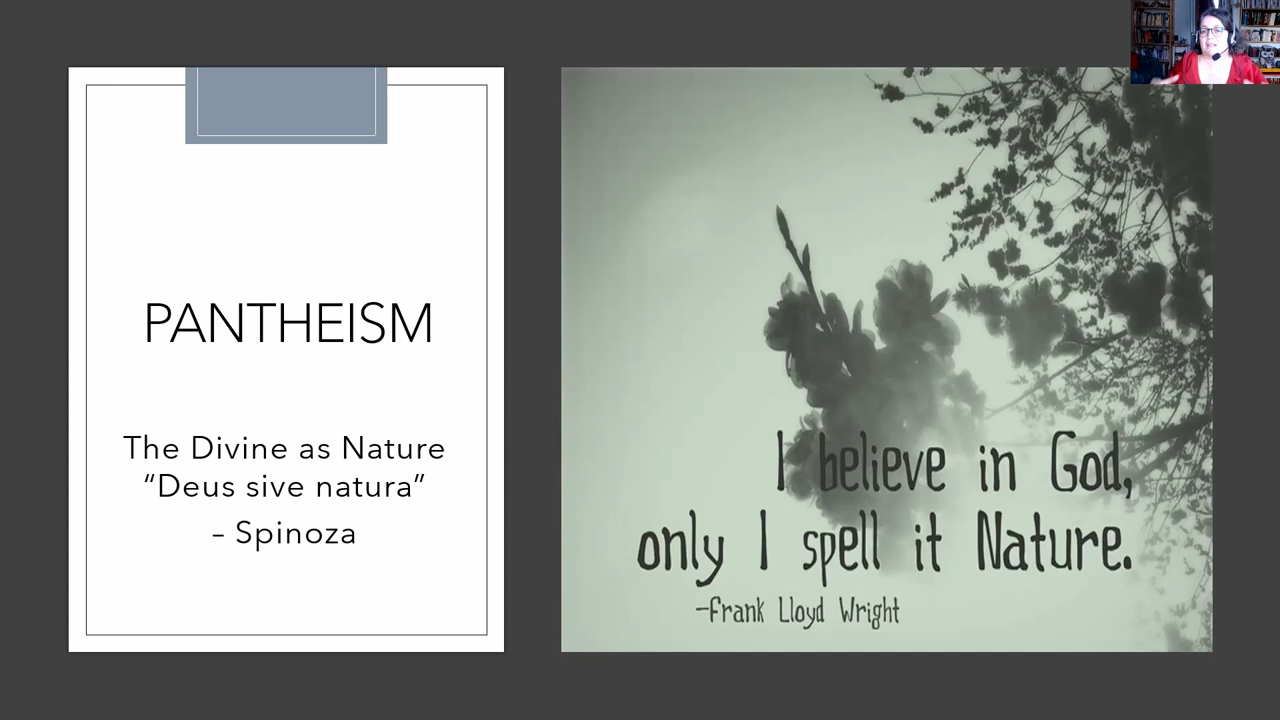 PANTHEISM
The Divine as Nature
“Deus sive natura”
– Spinoza
I believe in God,
only I spell it Nature.
–Frank Lloyd Wright